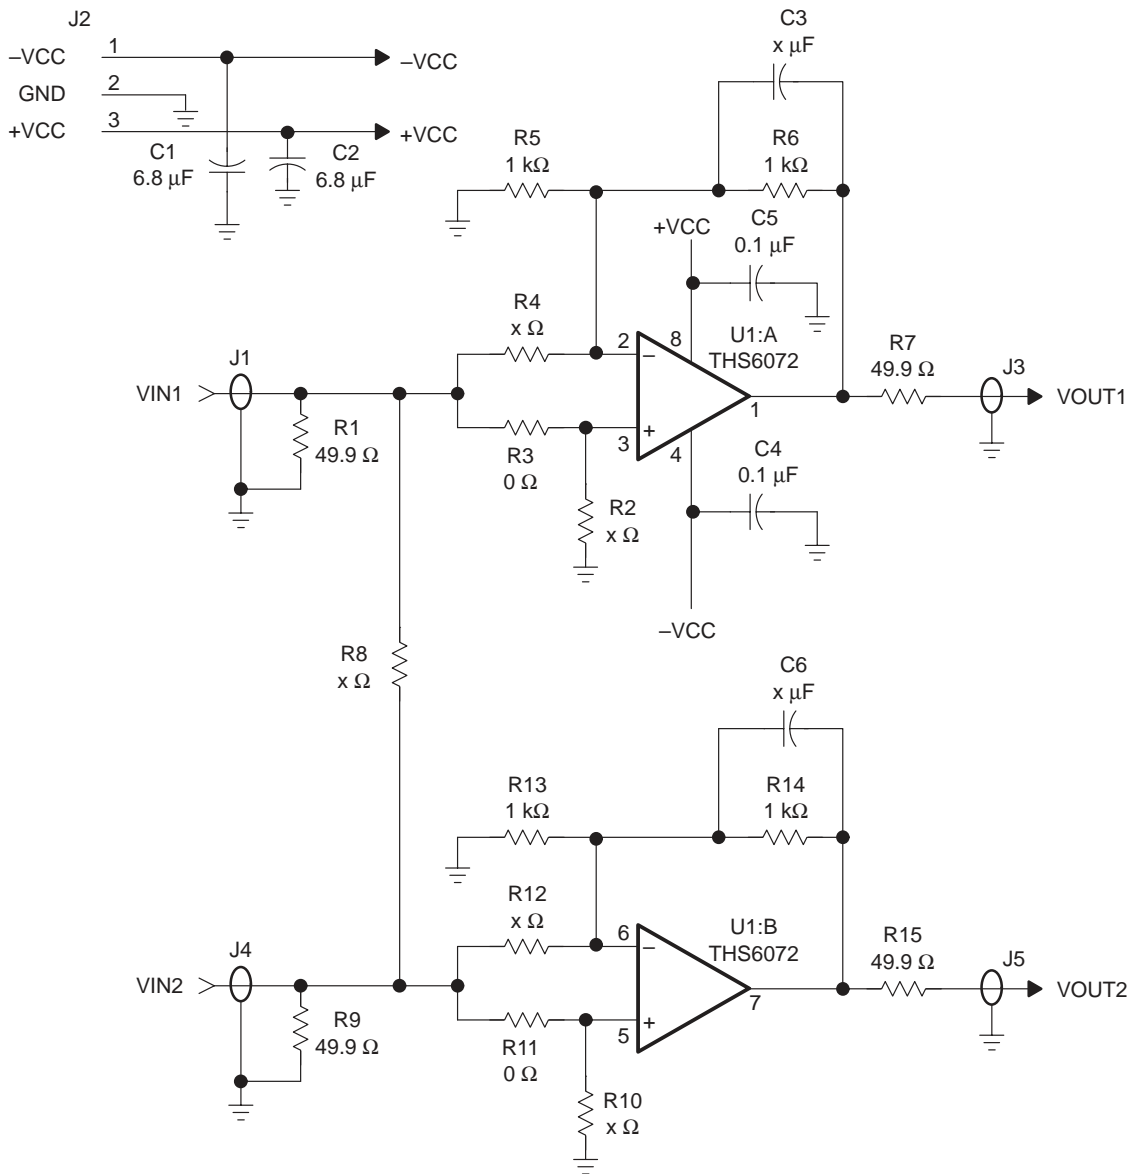 J2
–VCC 1 –VCC
GND 2
+VCC 3 +VCC
C1
6.8 µF
C2
6.8 µF
C3
x µF
R5
1 kΩ
R6
1 kΩ
+VCC
C5
0.1 µF
R4
x Ω
2
–
8
U1:A
THS6072
R7
49.9 Ω
J1
VIN1
J3
VOUT1
1
R1
49.9 Ω
3
+
4
R3
0 Ω
C4
0.1 µF
R2
x Ω
–VCC
R8
x Ω
C6
x µF
R13
1 kΩ
R14
1 kΩ
R12
x Ω
6
–
U1:B
THS6072
R15
49.9 Ω
J4
VIN2
J5
VOUT2
7
R9
49.9 Ω
5
+
R11
0 Ω
R10
x Ω